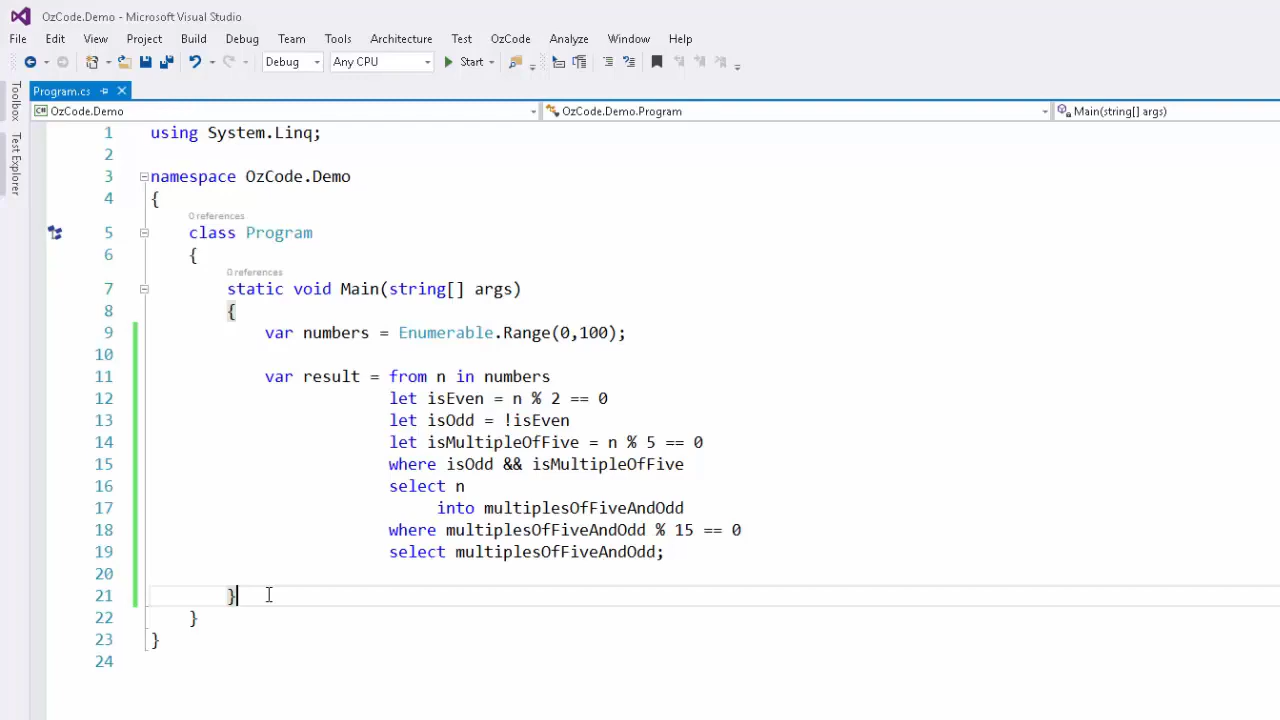 OzCode.Demo - Microsoft Visual Studio
File Edit View Project Build Debug Team Tools Architecture Test OzCode Analyze Window Help
Debug Any CPU Start
Program.cs
OzCode.Demo OzCode.Demo.Program Main(string[] args)
Toolbox
Test Explorer
1 using System.Linq;
2
3 namespace OzCode.Demo
4 {
0 references
5 class Program
6 {
0 references
7 static void Main(string[] args)
8 {
9 var numbers = Enumerable.Range(0,100);
10
11 var result = from n in numbers
12 let isEven = n % 2 == 0
13 let isOdd = !isEven
14 let isMultipleOfFive = n % 5 == 0
15 where isOdd && isMultipleOfFive
16 select n
17 into multiplesOfFiveAndOdd
18 where multiplesOfFiveAndOdd % 15 == 0
19 select multiplesOfFiveAndOdd;
20
21 }
22 }
23 }
24